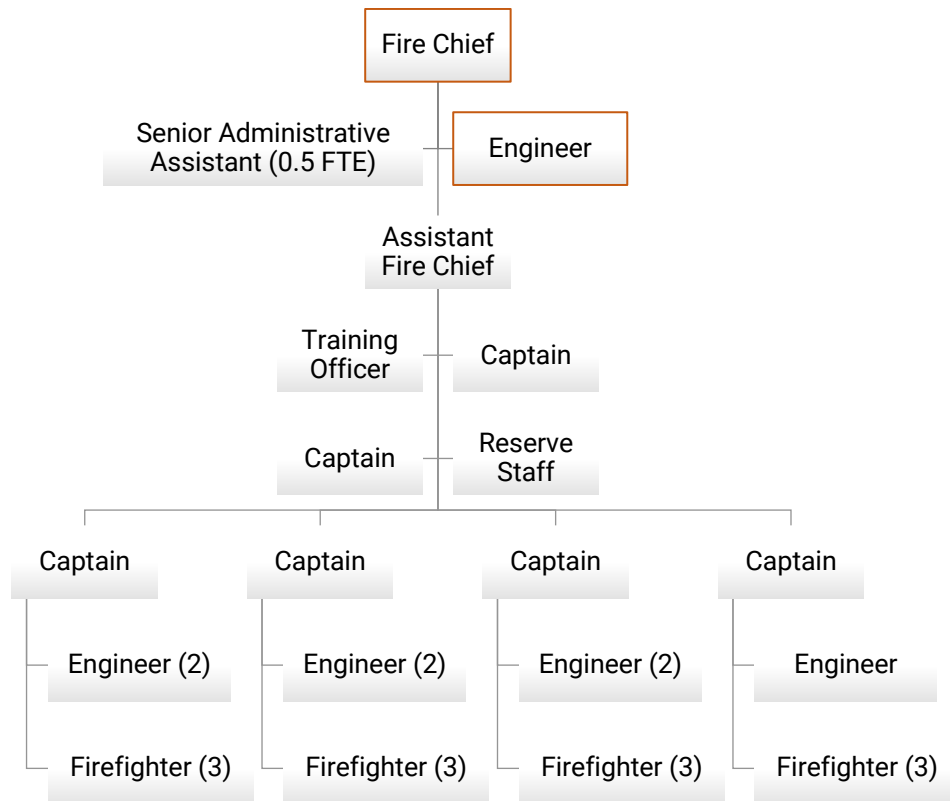 Fire Chief
Senior Administrative
Assistant (0.5 FTE)
Engineer
Assistant
Fire Chief
Training
Officer
Captain
Captain
Reserve
Staff
Captain
Captain
Captain
Captain
Engineer (2)
Engineer (2)
Engineer (2)
Engineer
Firefighter (3)
Firefighter (3)
Firefighter (3)
Firefighter (3)